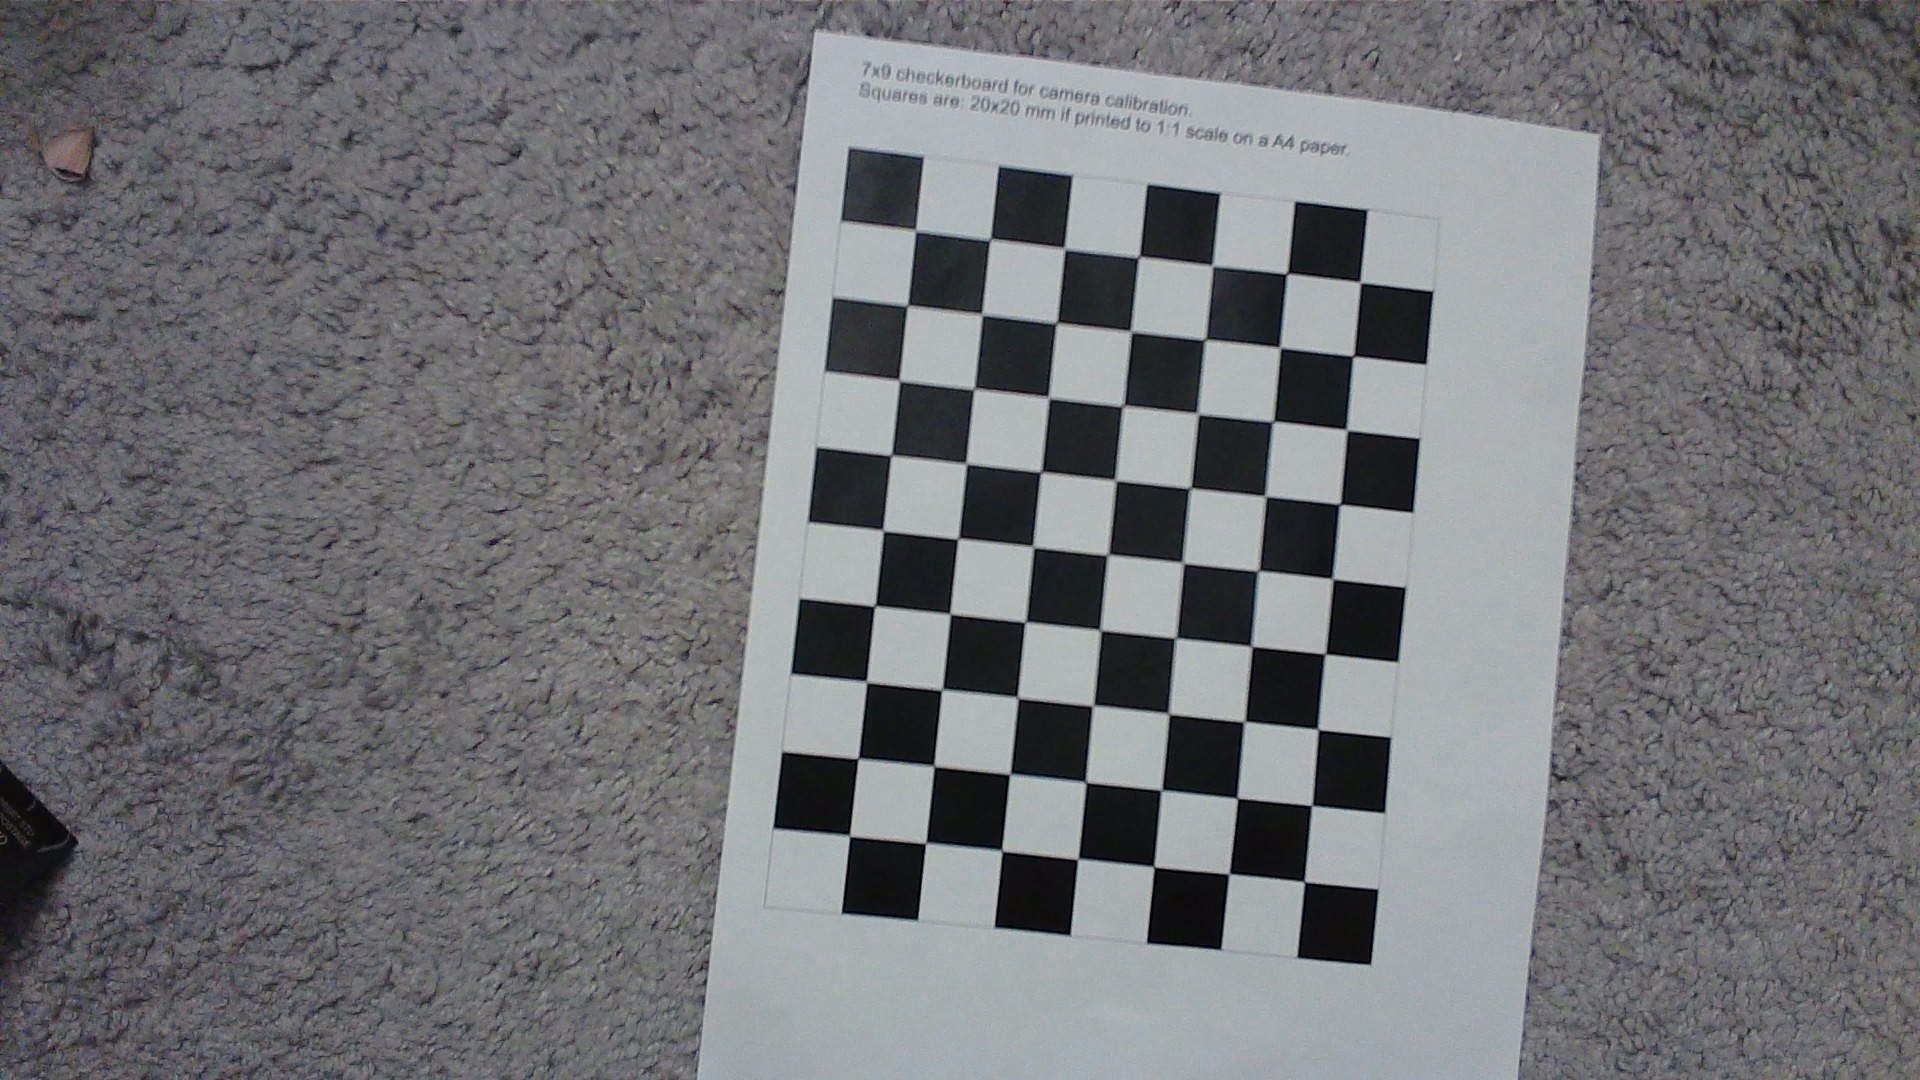 7x9 checkerboard for camera calibration.
Squares are: 20x20 mm if printed to 1:1 scale on a A4 paper.